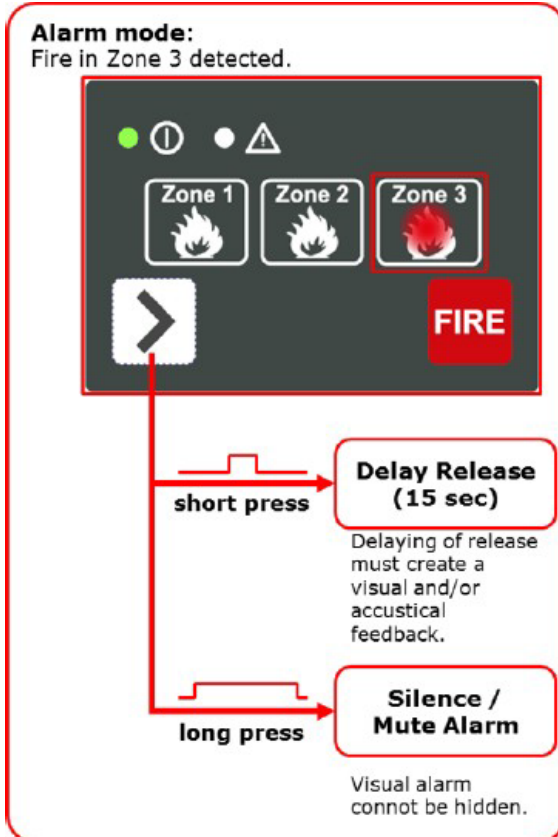 Alarm mode:
Fire in Zone 3 detected.
Zone 1
Zone 2
Zone 3
FIRE
short press
Delay Release
(15 sec)
Delaying of release
must create a
visual and/or
accustical
feedback.
long press
Silence /
Mute Alarm
Visual alarm
connot be hidden.